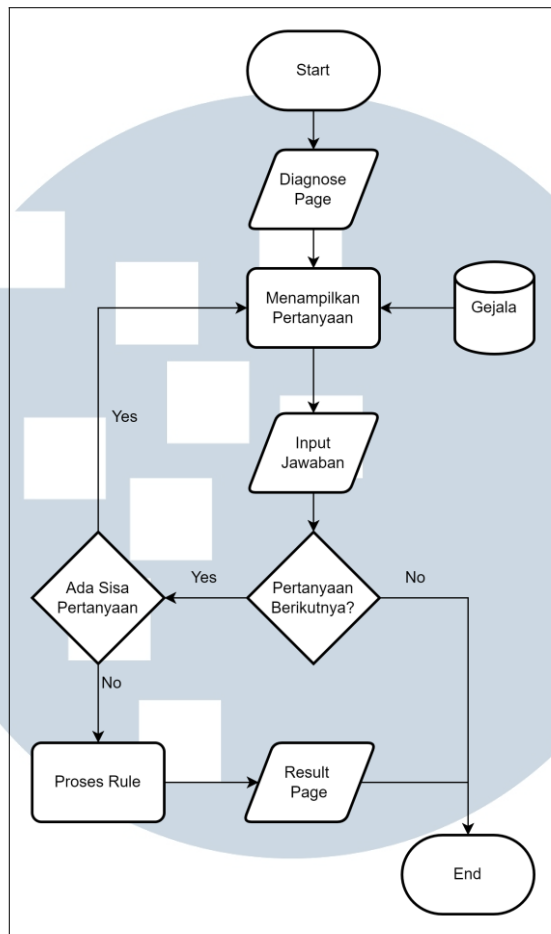 Start
Diagnose
Page
Menampilkan
Pertanyaan
Gejala
Yes
Input
Jawaban
Ada Sisa
Pertanyaan
Yes
Pertanyaan
Berikutnya?
No
No
Proses Rule
Result
Page
End